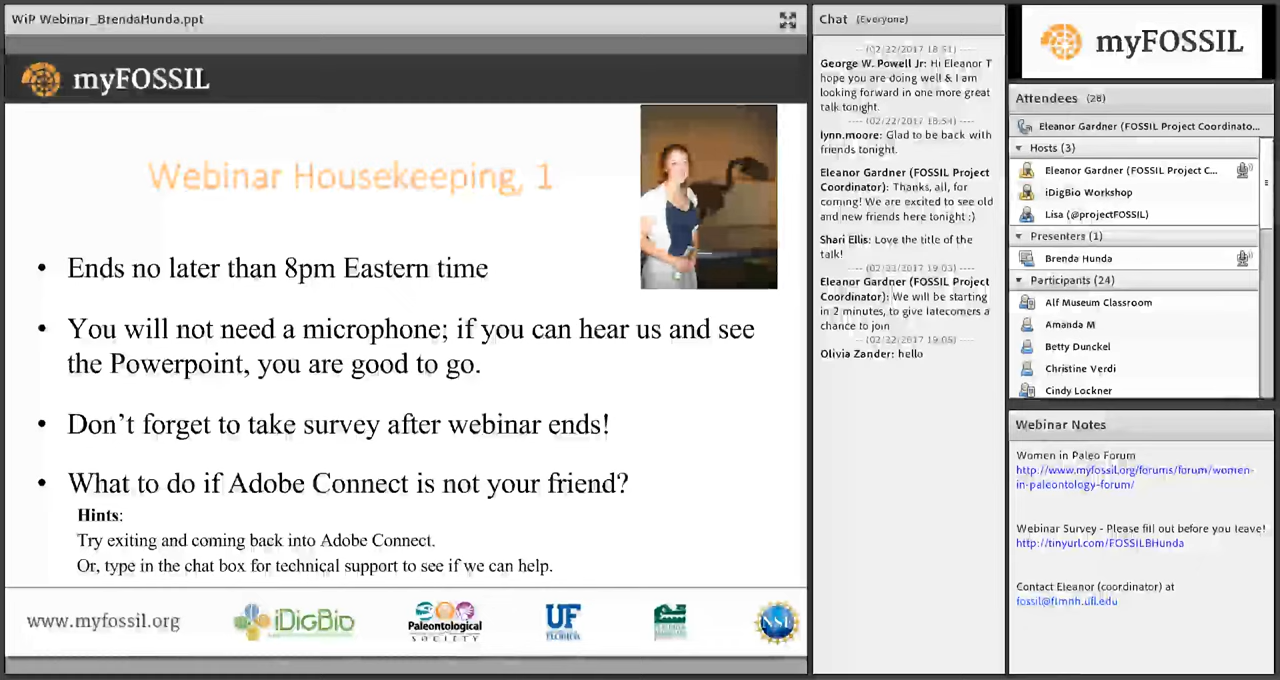 WiP Webinar_BrendaHunda.ppt
myFOSSIL
Webinar Housekeeping, 1
• Ends no later than 8pm Eastern time
• You will not need a microphone; if you can hear us and see
the Powerpoint, you are good to go.
• Don't forget to take survey after webinar ends!
• What to do if Adobe Connect is not your friend?
Hints:
Try exiting and coming back into Adobe Connect.
Or, type in the chat box for technical support to see if we can help.
www.myfossil.org
iDigBio
Paleontological
SOCIETY
UF
NSF
Chat (Everyone)
---- (02/22/2017 18:51) ----
George W. Powell Jr: Hi Eleanor T
hope you are doing well & I am
looking forward in one more great
talk tonight.
---- (02/22/2017 18:54) ----
lynn.moore: Glad to be back with
friends tonight.
Eleanor Gardner (FOSSIL Project
Coordinator): Thanks, all, for
coming! We are excited to see old
and new friends here tonight :)
Shari Ellis: Love the title of the
talk!
19:03) ----
Eleanor Gardner (FOSSIL Project
Coordinator): We will be starting
in 2 minutes, to give latecomers a
chance to join
---- (02/22/2017 19:05) ----
Olivia Zander: hello
myFOSSIL
Attendees (28)
Eleanor Gardner (FOSSIL Project Coordinato...
Hosts (3)
Eleanor Gardner (FOSSIL Project C...
iDigBio Workshop
Lisa (@projectFOSSIL)
Presenters (1)
Brenda Hunda
Participants (24)
Alf Museum Classroom
Amanda M
Betty Dunckel
Christine Verdi
Cindy Lockner
Webinar Notes
Women in Paleo Forum
http://www.myfossil.org/forums/forum/women-
in-paleontology-forum/
Webinar Survey - Please fill out before you leave!
http://tinyurl.com/FOSSILBHunda
Contact Eleanor (coordinator) at
fossil@flmnh.ufl.edu